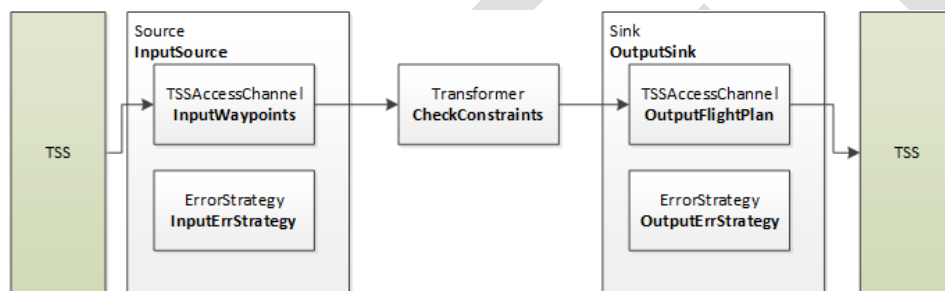 TSS
Source
InputSource
TSSAccessChannel
InputWaypoints
ErrorStrategy
InputErrStrategy
Transformer
CheckConstraints
Sink
OutputSink
TSSAccessChannel
OutputFlightPlan
ErrorStrategy
OutputErrStrategy
TSS